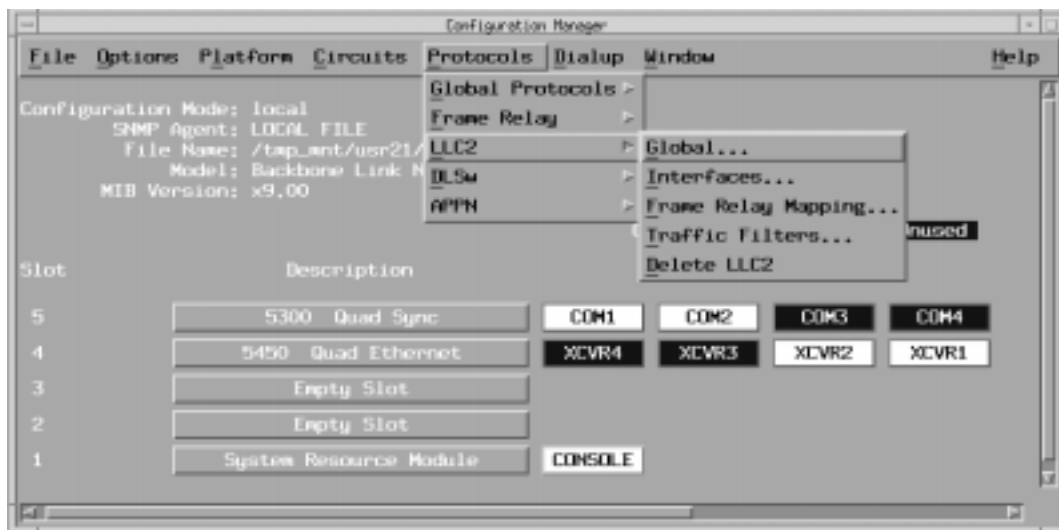 Configuration Manager
File Options Platform Circuits Protocols Dialup Window Help
Global Protocols
Configuration Mode: local
Frame Relay
SNMP Agent: LOCAL FILE
File Name: /tmp_mnt/usr21/
LLC2
Global...
Model: Backbone Link N
DLSw
Interfaces...
MIB Version: x9.00
APPN
Frame Relay Mapping...
Traffic Filters...
nused
Delete LLC2
Slot Description
5 5300 Quad Sync COM1 COM2 COM3 COM4
4 5450 Quad Ethernet XCVR4 XCVR3 XCVR2 XCVR1
3 Empty Slot
2 Empty Slot
1 System Resource Module CONSOLE